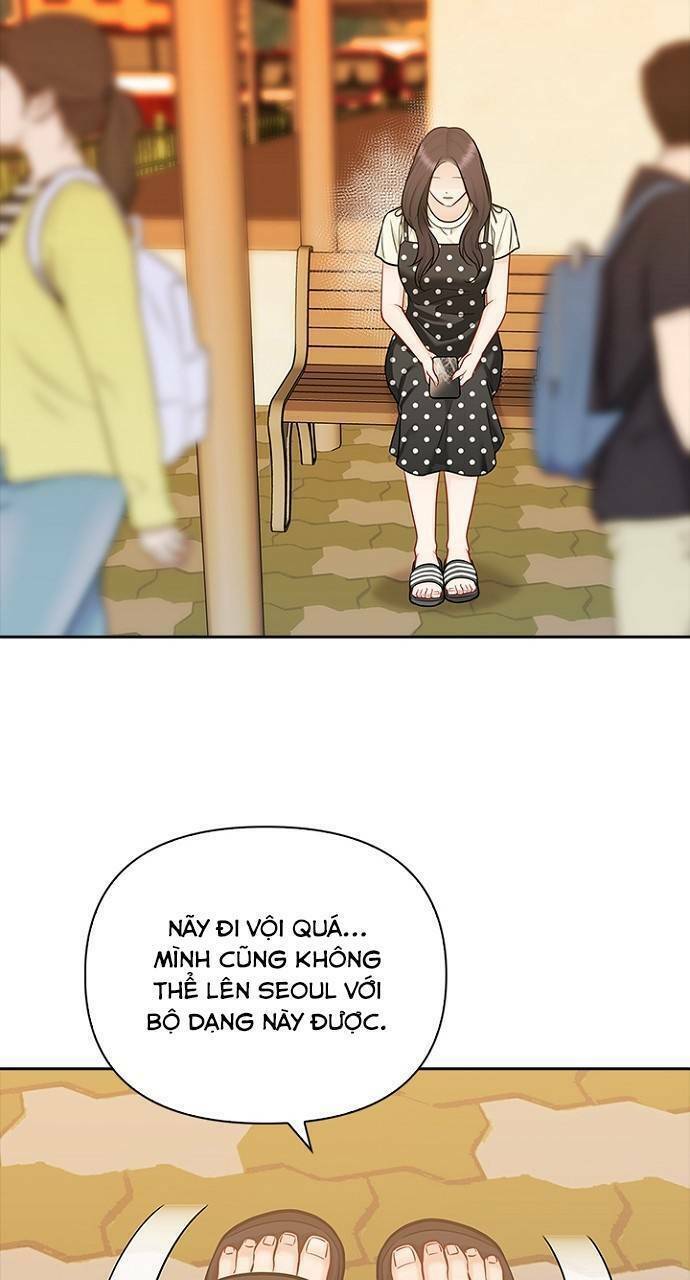 NÃY ĐI VỘI QUÁ...
MÌNH CŨNG KHÔNG
THỂ LÊN SEOUL VỚI
BỘ DẠNG NÀY ĐƯỢC.